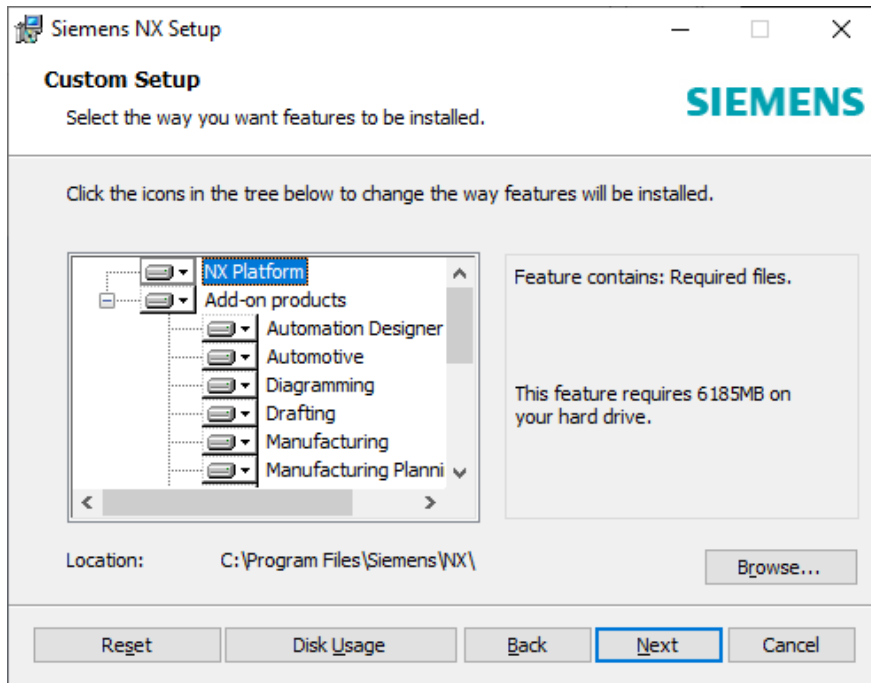 Siemens NX Setup
Custom Setup
Select the way you want features to be installed.
SIEMENS
Click the icons in the tree below to change the way features will be installed.
NX Platform
Add-on products
Automation Designer
Automotive
Diagramming
Drafting
Manufacturing
Manufacturing Planni
Feature contains: Required files.
This feature requires 6185MB on
your hard drive.
Location: C:\Program Files\Siemens\NX\
Browse...
Reset Disk Usage Back Next Cancel